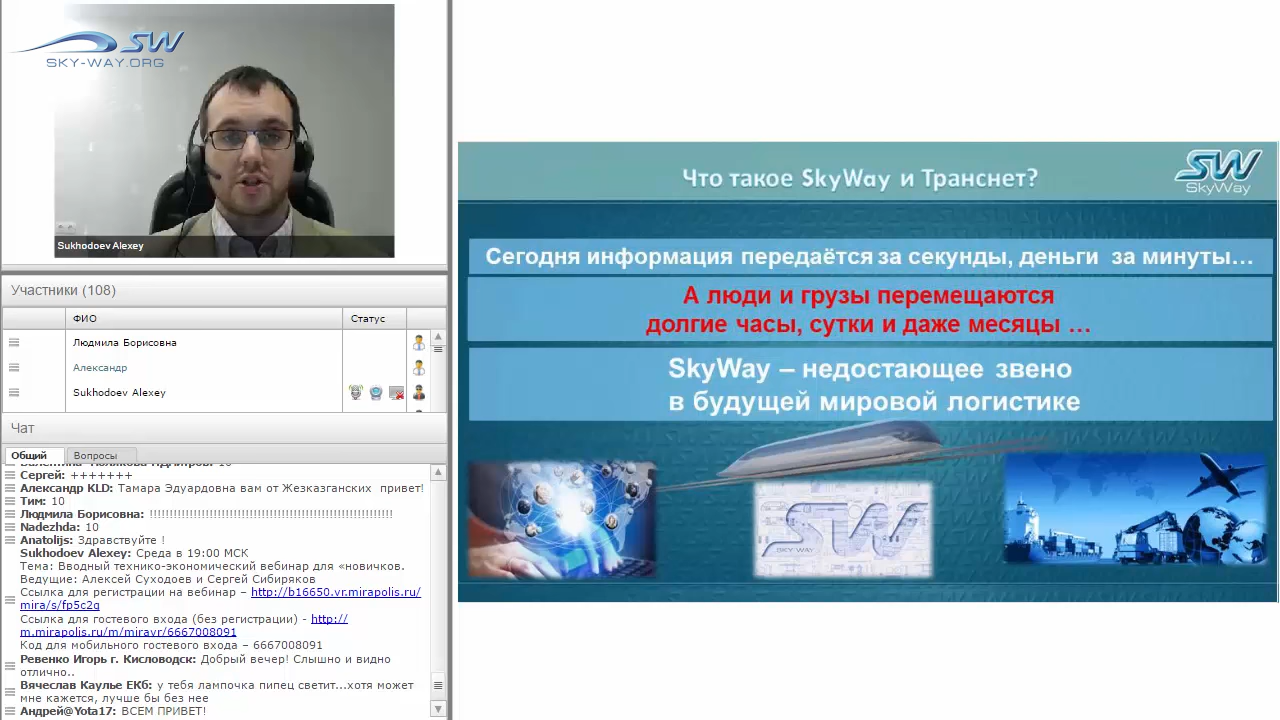 SW
SKY-WAY.ORG
Sukhodoev Alexey
Участники (108)
ФИО
Статус
Людмила Борисовна
Александр
Sukhodoev Alexey
Чат
Общий
Вопросы
Сергей: +++++++
Александр KLD: Тамара Эдуардовна вам от Жезказганских привет!
Тим: 10
Людмила Борисовна: !!!!!!!!!!!!!!!!!!!!!!!!!!!!!!!!!!!!!!!!!!!!!!!!!!!!!!!!!!!!!
Nadezhda: 10
Anatolijs: Здравствуйте !
Sukhodoev Alexey: Среда в 19:00 МСК
Тема: Вводный технико-экономический вебинар для «новичков.
Ведущие: Алексей Суходоев и Сергей Сибиряков
Ссылка для регистрации на вебинар – http://b16650.vr.mirapolis.ru/
mira/s/fp5c2g
Ссылка для гостевого входа (без регистрации) - http://
m.mirapolis.ru/m/miravr/6667008091
Код для мобильного гостевого входа – 6667008091
Ревенко Игорь г. Кисловодск: Добрый вечер! Слышно и видно
отлично..
Вячеслав Каулье ЕКб: у тебя лампочка пипец светит...хотя может
мне кажется, лучше бы без нее
Андрей@Yota17: ВСЕМ ПРИВЕТ!
Что такое SkyWay и Транснет?
SW
SkyWay
Сегодня информация передаётся за секунды, деньги за минуты…
А люди и грузы перемещаются
долгие часы, сутки и даже месяцы …
SkyWay – недостающее звено
в будущей мировой логистике
SW
SKY WAY